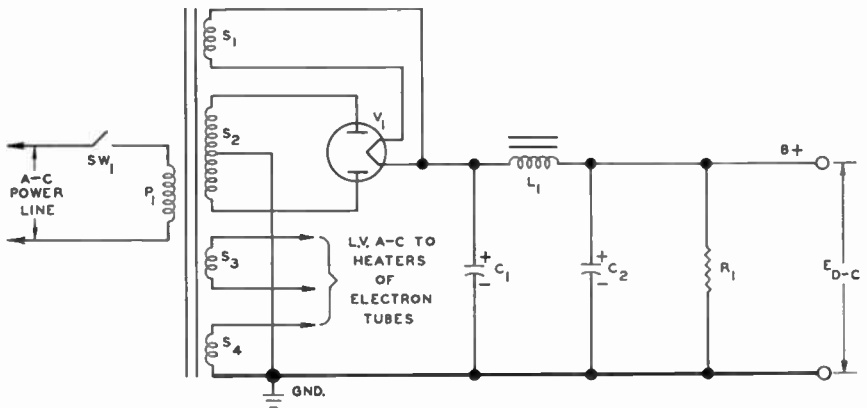 S1
V1
S2
SW1
A-C
POWER
LINE
P1
B+
L1
L.V. A-C TO
HEATERS
OF
ELECTRON
TUBES
S3
+
C1
-
+
C2
-
R1
E D-C
S4
GND.